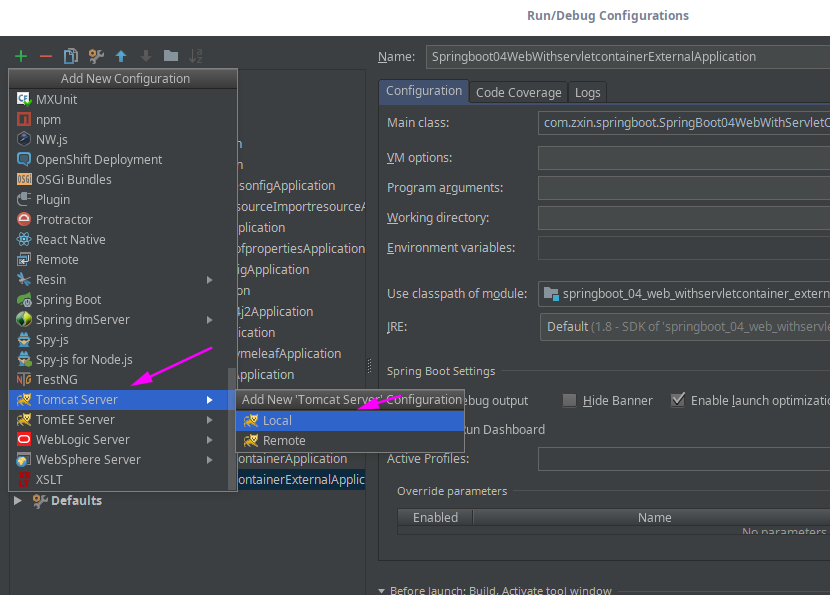 Run/Debug Configurations
Name: Springboot04WebWithservletcontainerExternalApplication
Add New Configuration
MXUnit
npm
NW.js
OpenShift Deployment
OSGi Bundles
Plugin
Protractor
React Native
Remote
Resin
Spring Boot
Spring dmServer
Spy-js
Spy-js for Node.js
TestNG
Tomcat Server
TomEE Server
WebLogic Server
WebSphere Server
XSLT
Defaults
sonfigApplication
sourceImportresourceA
plication
ofpropertiesApplication
igApplication
on
4j2Application
ication
ymeleafApplication
Application
Add New 'Tomcat Server' Configuration
Local
Remote
ontainerApplication
ontainerExternalApplic
Configuration Code Coverage Logs
Main class: com.zxin.springboot.SpringBoot04WebWithServletC
VM options:
Program arguments:
Working directory:
Environment variables:
Use classpath of module: springboot_04_web_withservletcontainer_extern
JRE: Default (1.8 - SDK of 'springboot_04_web_withservle
Spring Boot Settings
ebug output Hide Banner Enable launch optimizatio
un Dashboard
Active Profiles:
Override parameters
Enabled Name
No parameters
Before launch: Build, Activate tool window